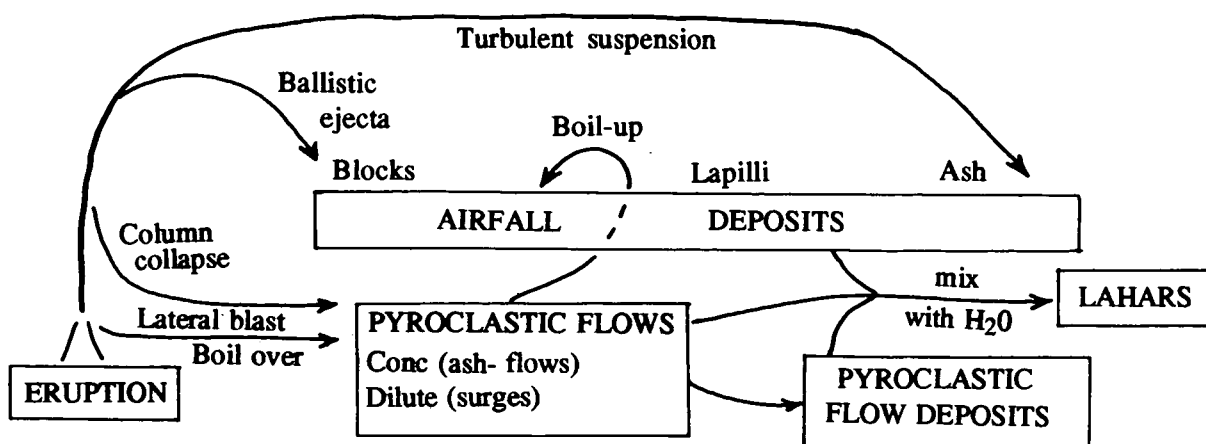 Turbulent suspension
Ballistic
ejecta
Boil-up
Blocks
Lapilli
Ash
AIRFALL DEPOSITS
Column
collapse
mix
with H₂0
LAHARS
Lateral blast
Boil over
PYROCLASTIC FLOWS
Conc (ash- flows)
Dilute (surges)
ERUPTION
PYROCLASTIC
FLOW DEPOSITS